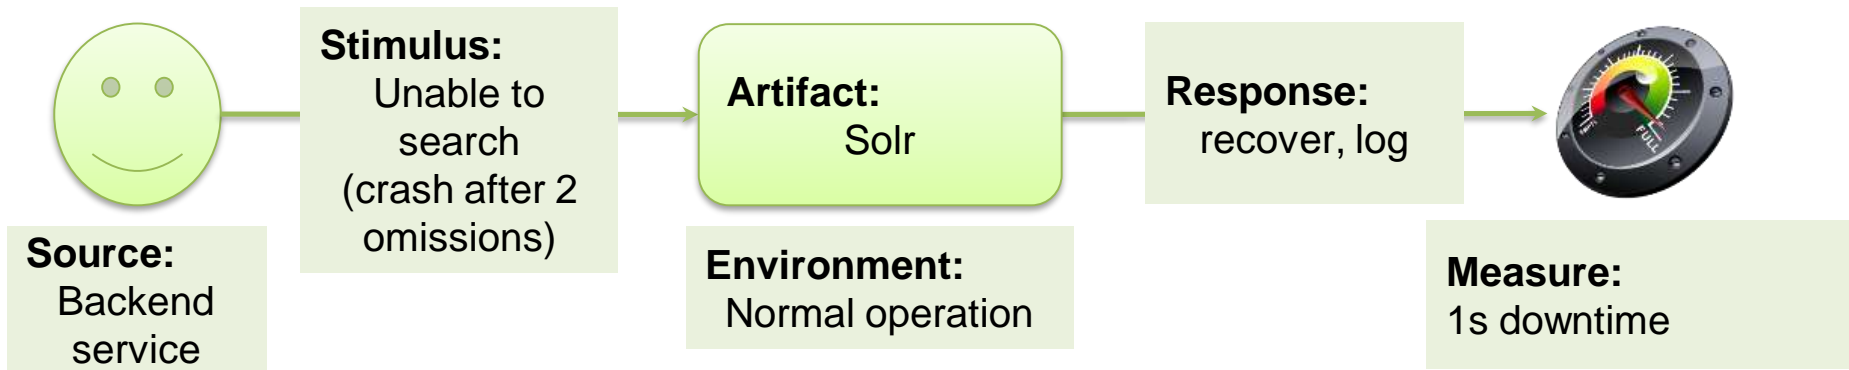 Source:
Backend
service
Stimulus:
Unable to
search
(crash after 2
omissions)
Artifact:
Solr
Environment:
Normal operation
Response:
recover, log
FULL
Measure:
1s downtime